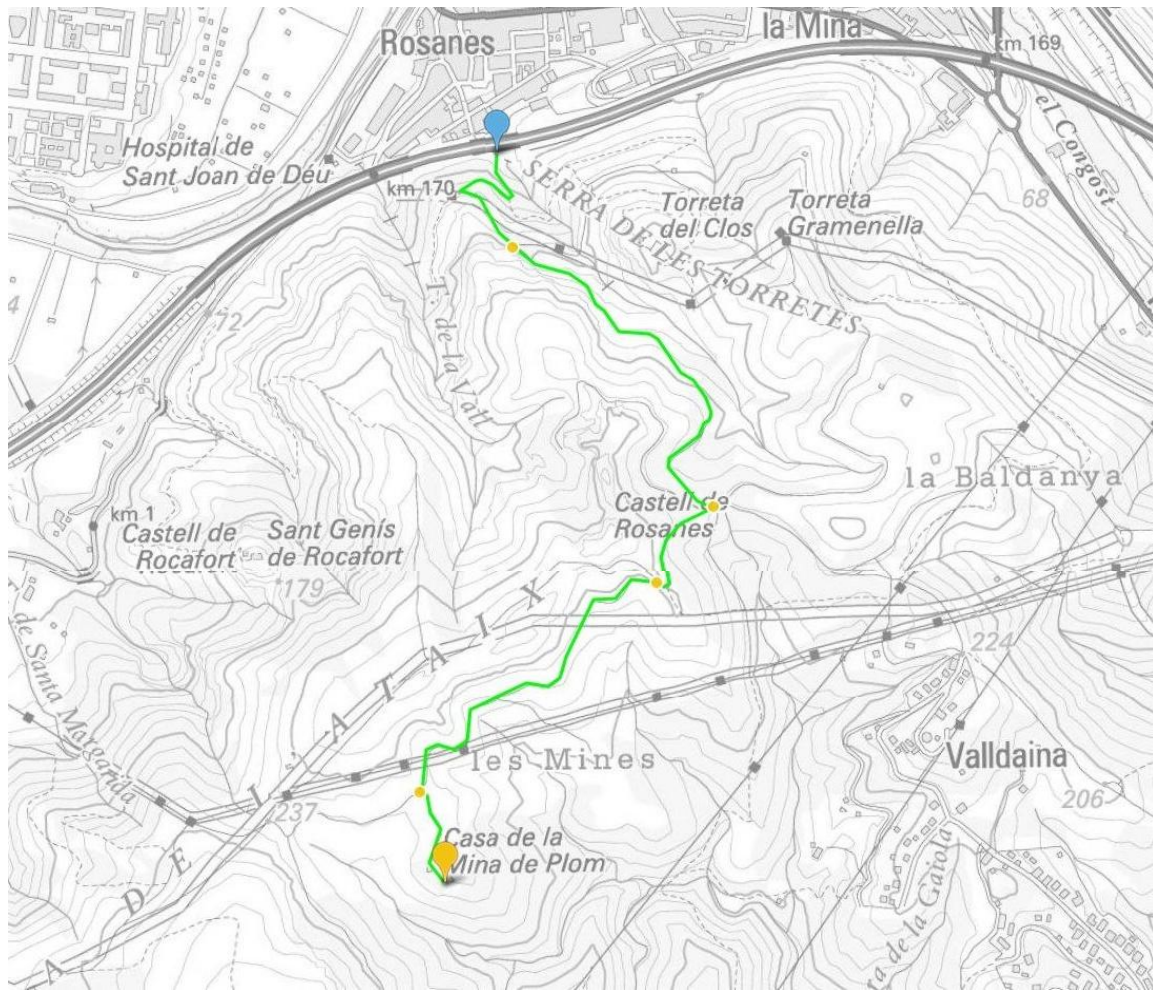 Rosanes
la Mina
km 169
el Congost
Hospital de
Sant Joan de Déu
km 170
SERRA DE LES TORRETES
Torreta
del Clos
Torreta
Gramenella
68
72
T. de la Vall
la Baldanya
Castell de
Rosanes
km 1
Castell de
Rocafort
Sant Genís
de Rocafort
179
de Santa Margarida
224
les Mines
Valldaina
237
206
Casa de la
Mina de Plom
de la Gaiola